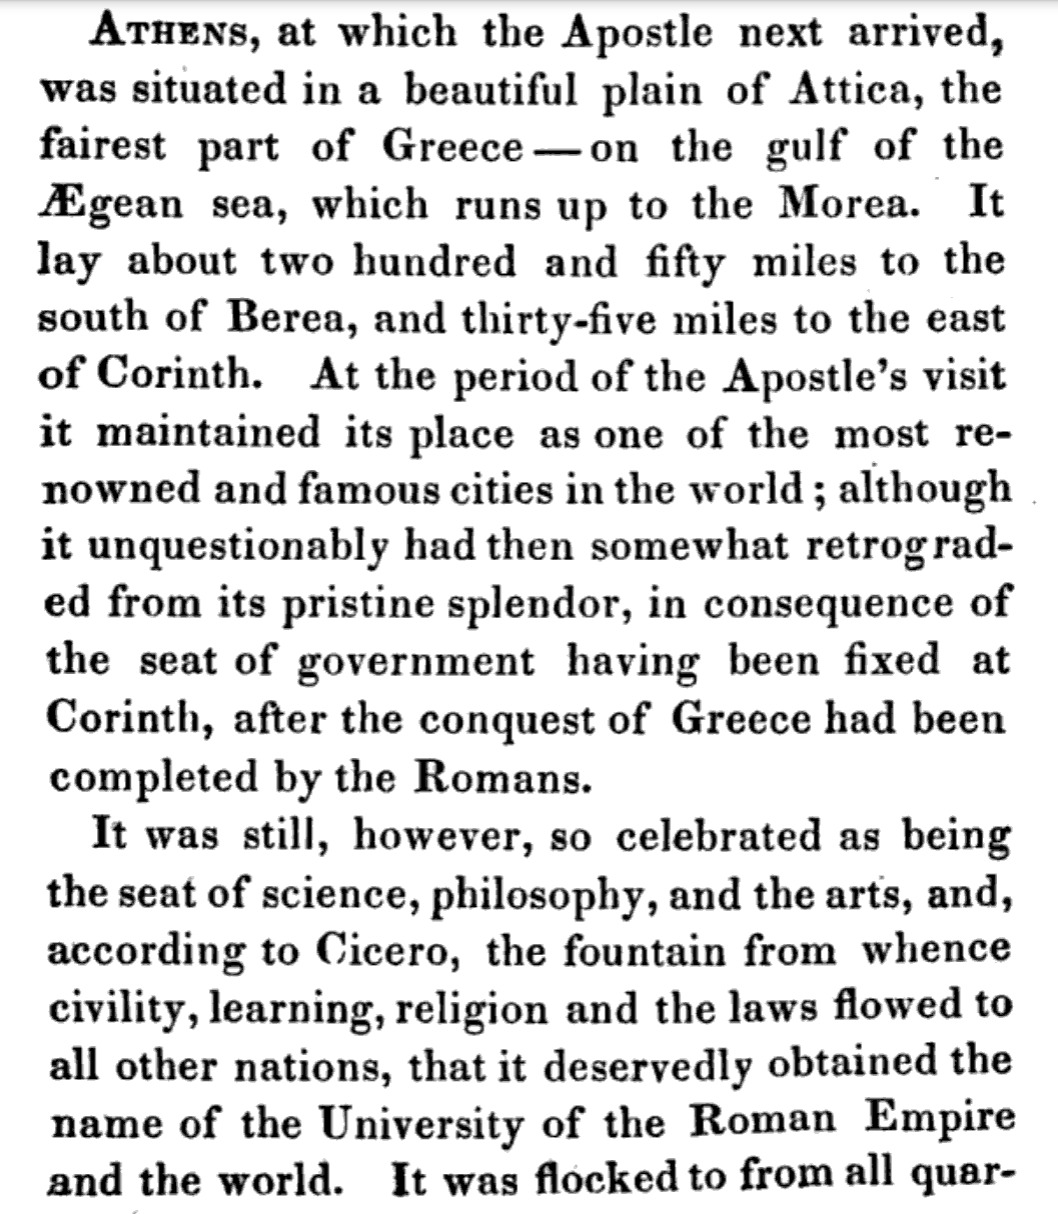 ATHENS, at which the Apostle next arrived,
was situated in a beautiful plain of Attica, the
fairest part of Greece — on the gulf of the
Ægean sea, which runs up to the Morea. It
lay about two hundred and fifty miles to the
south of Berea, and thirty-five miles to the east
of Corinth. At the period of the Apostle's visit
it maintained its place as one of the most re-
nowned and famous cities in the world; although
it unquestionably had then somewhat retrograd-
ed from its pristine splendor, in consequence of
the seat of government having been fixed at
Corinth, after the conquest of Greece had been
completed by the Romans.
It was still, however, so celebrated as being
the seat of science, philosophy, and the arts, and,
according to Cicero, the fountain from whence
civility, learning, religion and the laws flowed to
all other nations, that it deservedly obtained the
name of the University of the Roman Empire
and the world. It was flocked to from all quar-